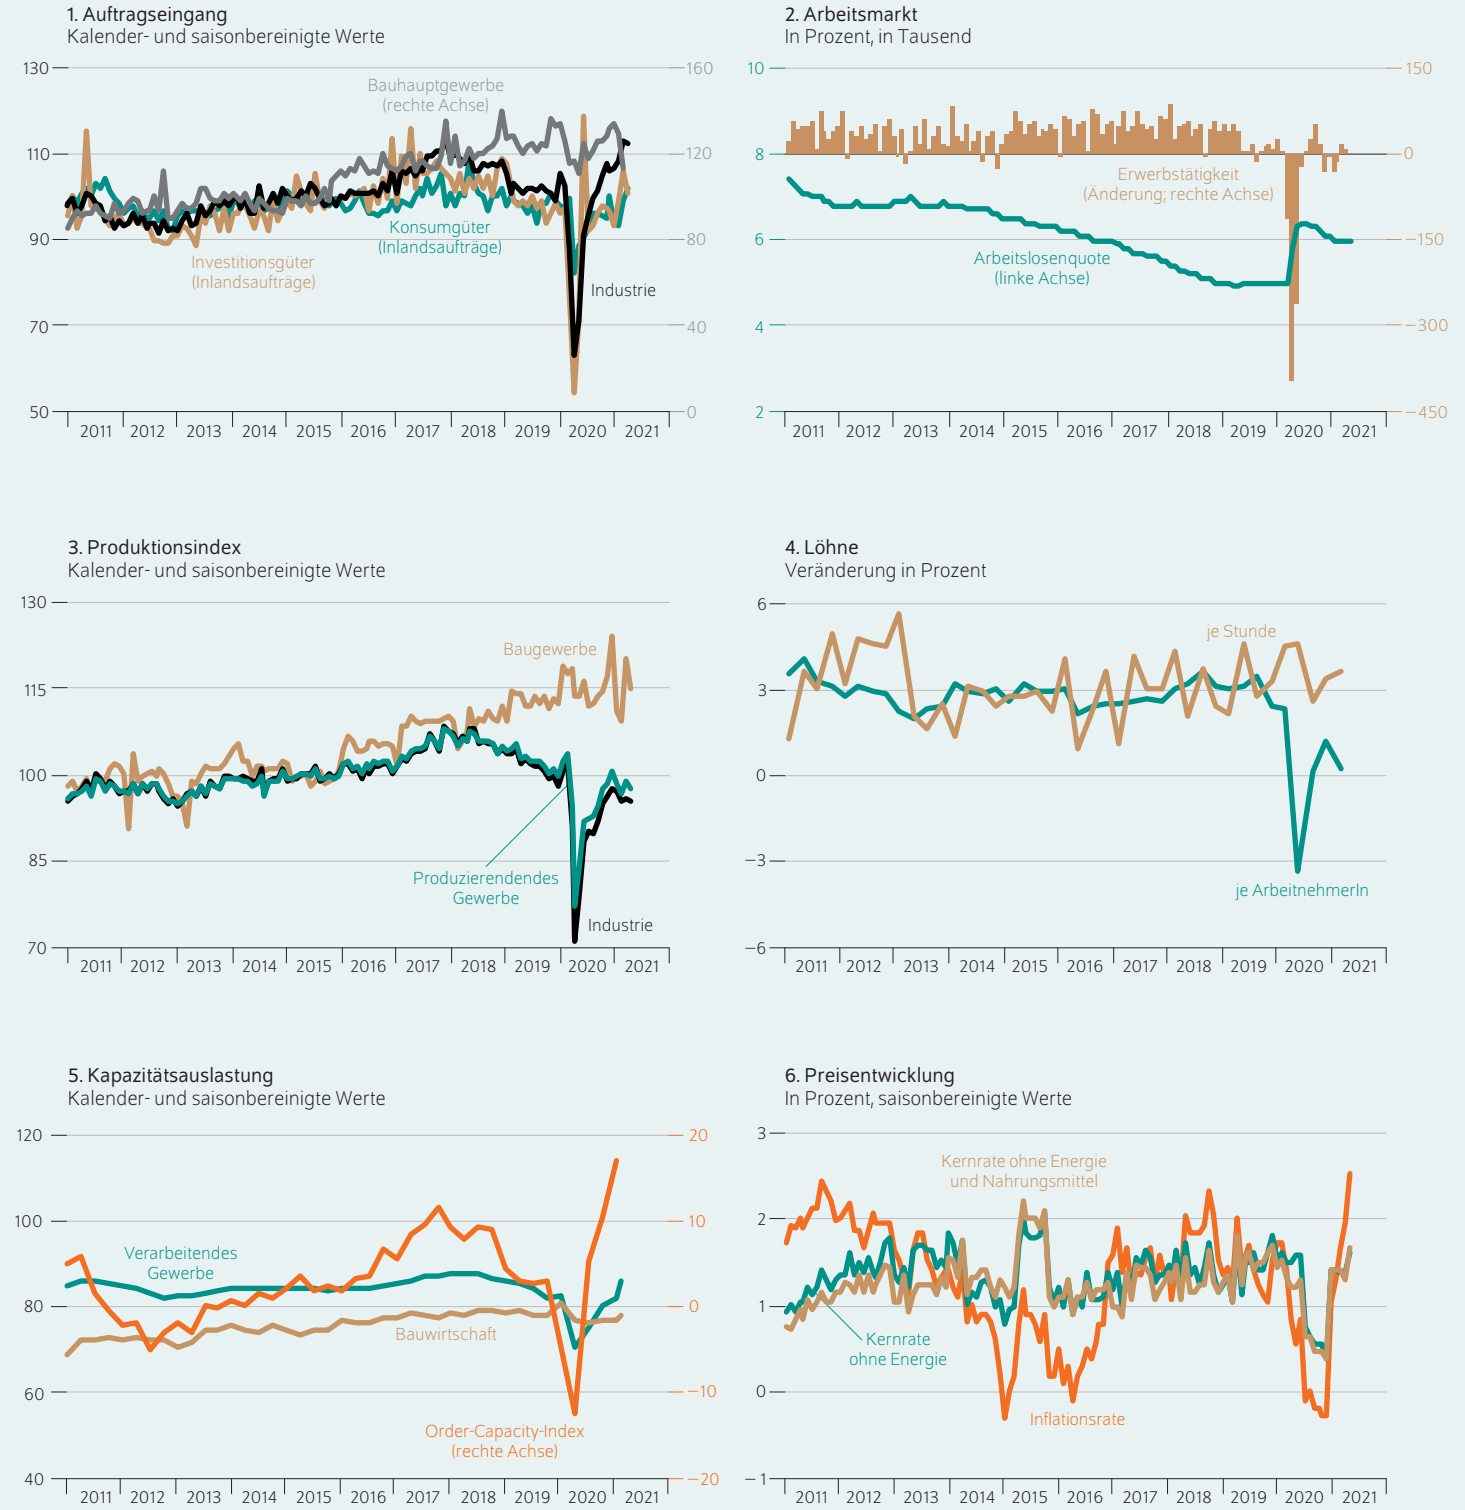 1. Auftragseingang
Kalender- und saisonbereinigte Werte
130
110
90
70
50
160
120
80
40
0
Bauhauptgewerbe
(rechte Achse)
Konsumgüter
(Inlandsaufträge)
Investitionsgüter
(Inlandsaufträge)
Industrie
2011 2012 2013 2014 2015 2016 2017 2018 2019 2020 2021
2. Arbeitsmarkt
In Prozent, in Tausend
10
8
6
4
2
150
0
−150
−300
−450
Erwerbstätigkeit
(Änderung; rechte Achse)
Arbeitslosenquote
(linke Achse)
2011 2012 2013 2014 2015 2016 2017 2018 2019 2020 2021
3. Produktionsindex
Kalender- und saisonbereinigte Werte
130
115
100
85
70
Baugewerbe
Produzierendendes
Gewerbe
Industrie
2011 2012 2013 2014 2015 2016 2017 2018 2019 2020 2021
4. Löhne
Veränderung in Prozent
6
3
0
−3
−6
je Stunde
je ArbeitnehmerIn
2011 2012 2013 2014 2015 2016 2017 2018 2019 2020 2021
5. Kapazitätsauslastung
Kalender- und saisonbereinigte Werte
120
100
80
60
40
20
10
0
−10
−20
Verarbeitendes
Gewerbe
Bauwirtschaft
Order-Capacity-Index
(rechte Achse)
2011 2012 2013 2014 2015 2016 2017 2018 2019 2020 2021
6. Preisentwicklung
In Prozent, saisonbereinigte Werte
3
2
1
0
−1
Kernrate ohne Energie
und Nahrungsmittel
Kernrate
ohne Energie
Inflationsrate
2011 2012 2013 2014 2015 2016 2017 2018 2019 2020 2021